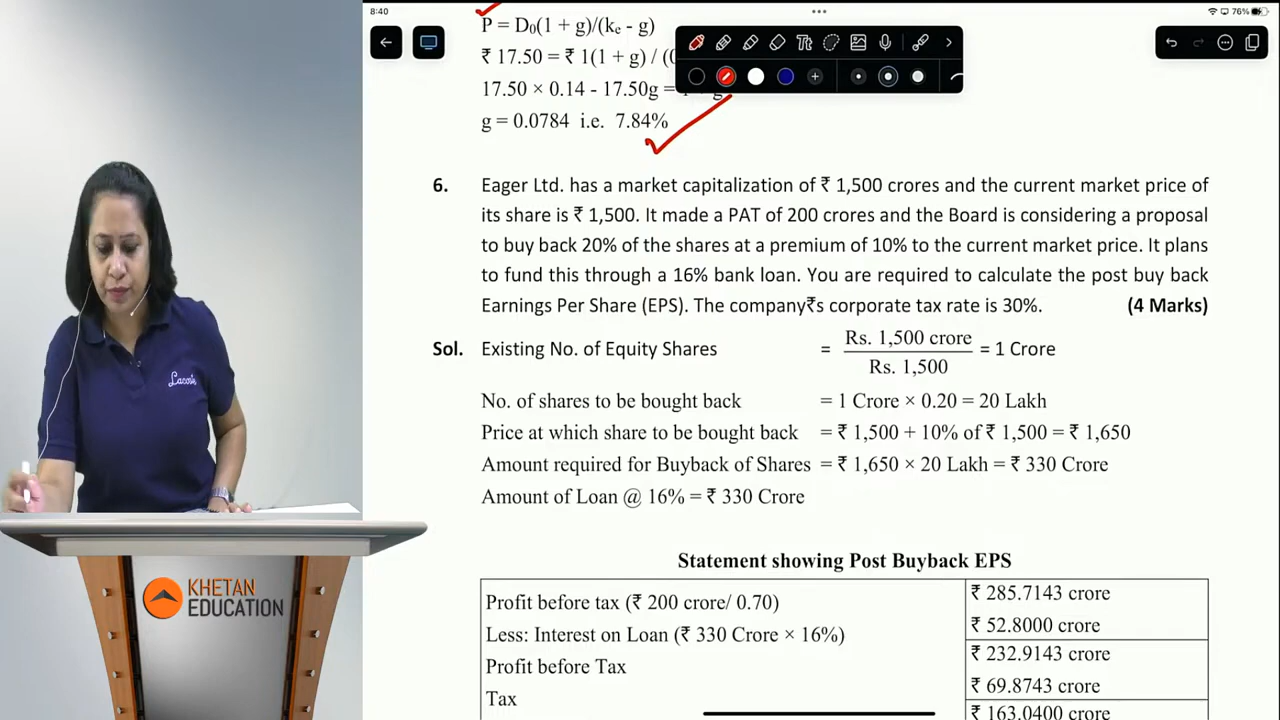 8:40
76%
P = D₀(1 + g)/(kₑ - g)
₹ 17.50 = ₹ 1(1 + g) / (0
17.50 × 0.14 - 17.50g =
g = 0.0784 i.e. 7.84%
6. Eager Ltd. has a market capitalization of ₹ 1,500 crores and the current market price of
its share is ₹ 1,500. It made a PAT of 200 crores and the Board is considering a proposal
to buy back 20% of the shares at a premium of 10% to the current market price. It plans
to fund this through a 16% bank loan. You are required to calculate the post buy back
Earnings Per Share (EPS). The company₹s corporate tax rate is 30%. (4 Marks)
Sol. Existing No. of Equity Shares = Rs. 1,500 crore / Rs. 1,500 = 1 Crore
No. of shares to be bought back = 1 Crore × 0.20 = 20 Lakh
Price at which share to be bought back = ₹ 1,500 + 10% of ₹ 1,500 = ₹ 1,650
Amount required for Buyback of Shares = ₹ 1,650 × 20 Lakh = ₹ 330 Crore
Amount of Loan @ 16% = ₹ 330 Crore
Statement showing Post Buyback EPS
Profit before tax (₹ 200 crore/ 0.70) ₹ 285.7143 crore
Less: Interest on Loan (₹ 330 Crore × 16%) ₹ 52.8000 crore
Profit before Tax ₹ 232.9143 crore
Tax ₹ 69.8743 crore
₹ 163.0400 crore
Lacoste
KHETAN
EDUCATION